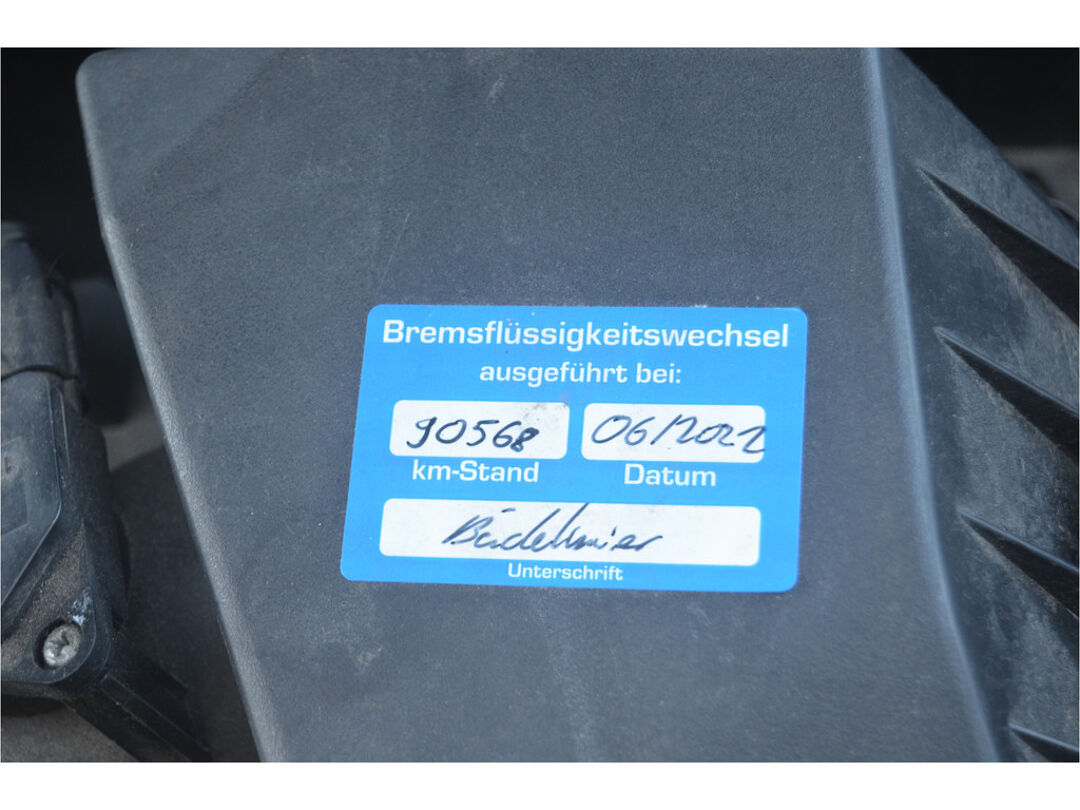 Bremsflüssigkeitswechsel
ausgeführt bei:
90568 06/2022
km-Stand Datum
Unterschrift